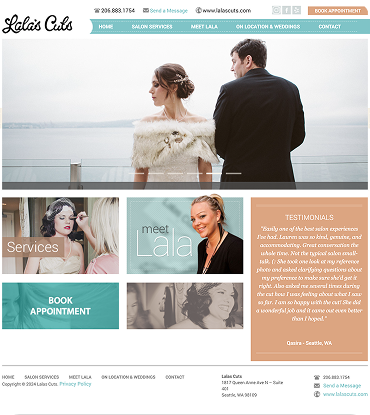 Lala's Cuts
206.883.1754 Send a Message www.lalascuts.com BOOK APPOINTMENT
HOME SALON SERVICES MEET LALA ON LOCATION & WEDDINGS CONTACT
Services
meet
Lala
BOOK
APPOINTMENT
TESTIMONIALS
"Easily one of the best salon experiences
I've had. Lauren was so kind, genuine, and
accommodating. Great conversation the
whole time. Not the typical salon small-
talk. (: She took one look at my reference
photo and asked clarifying questions about
my preference to make sure she'd get it
right. Also asked me several times during
the cut how I was feeling about what I saw
so far. I am so happy with the cut! She did
a wonderful job and it came out even better
than I hoped."
Qasira - Seattle, WA
HOME SALON SERVICES MEET LALA ON LOCATION & WEDDINGS CONTACT
Copyright © 2024 Lalas Cuts. Privacy Policy
Lalas Cuts
1817 Queen Anne Ave N – Suite
401
Seattle, WA 98109
206.883.1754
Send a Message
www.lalascuts.com